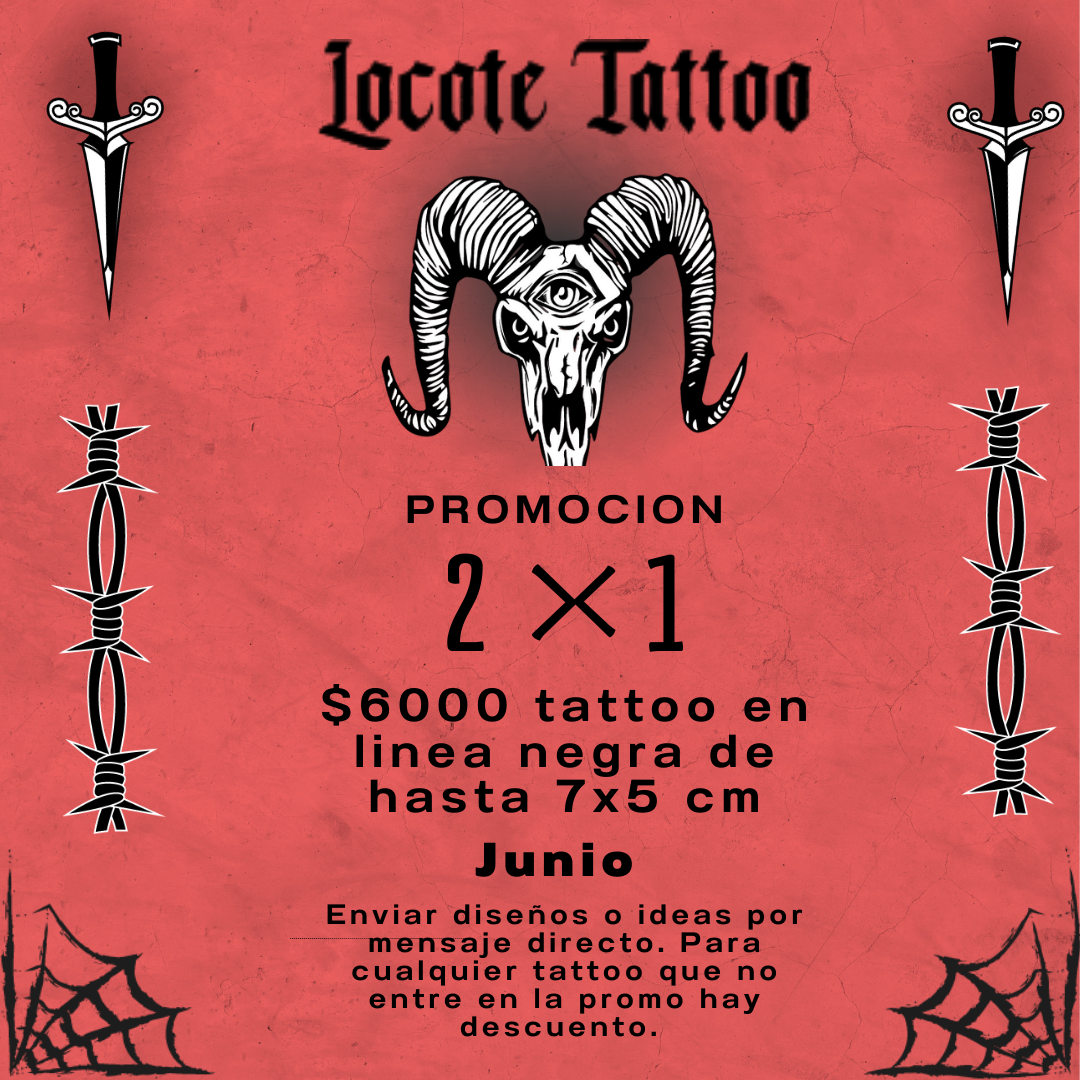 Locote Tattoo
PROMOCION
2 × 1
$6000 tattoo en
linea negra de
hasta 7x5 cm
Junio
Enviar diseños o ideas por
mensaje directo. Para
cualquier tattoo que no
entre en la promo hay
descuento.